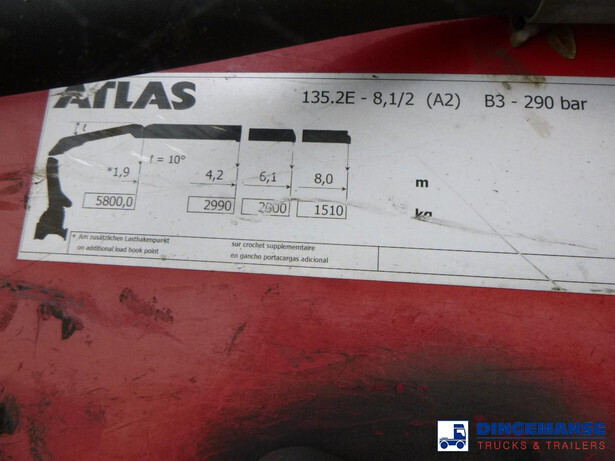 ATLAS 135.2E - 8,1/2 (A2) B3 - 290 bar
t
t = 10°
*1,9 4,2 6,1 8,0 m
5800,0 2990 1510 kg
* Am zusätzlichen Lasthakenpunkt
on additional load book point
sur crochet supplementaire
en gancho portacargas adicional
DINGEMANSE
TRUCKS & TRAILERS